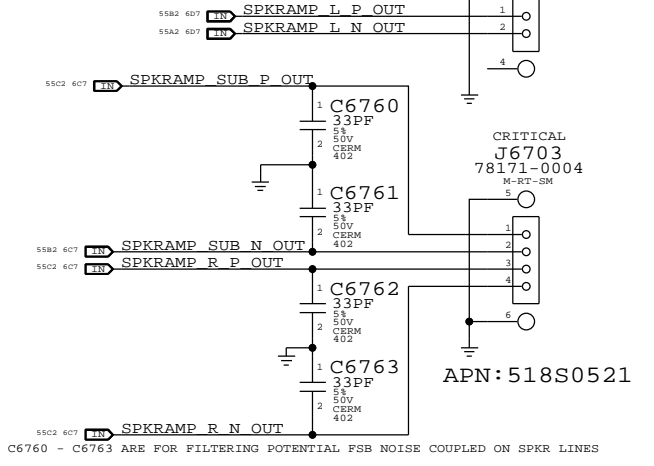 55B2 6D7 IN SPKRAMP_L_P_OUT 1
55A2 6D7 IN SPKRAMP_L_N_OUT 2
4
55C2 6C7 IN SPKRAMP_SUB_P_OUT
1 C6760
33PF
5%
50V
2 CERM
402
CRITICAL
J6703
78171-0004
M-RT-SM
5
1 C6761
33PF
5%
50V
2 CERM
402
1
55B2 6C7 IN SPKRAMP_SUB_N_OUT 2
55C2 6C7 IN SPKRAMP_R_P_OUT 3
4
1 C6762
33PF
5%
50V
2 CERM
402
6
1 C6763
33PF
5%
50V
2 CERM
402
APN:518S0521
55C2 6C7 IN SPKRAMP_R_N_OUT
C6760 - C6763 ARE FOR FILTERING POTENTIAL FSB NOISE COUPLED ON SPKR LINES